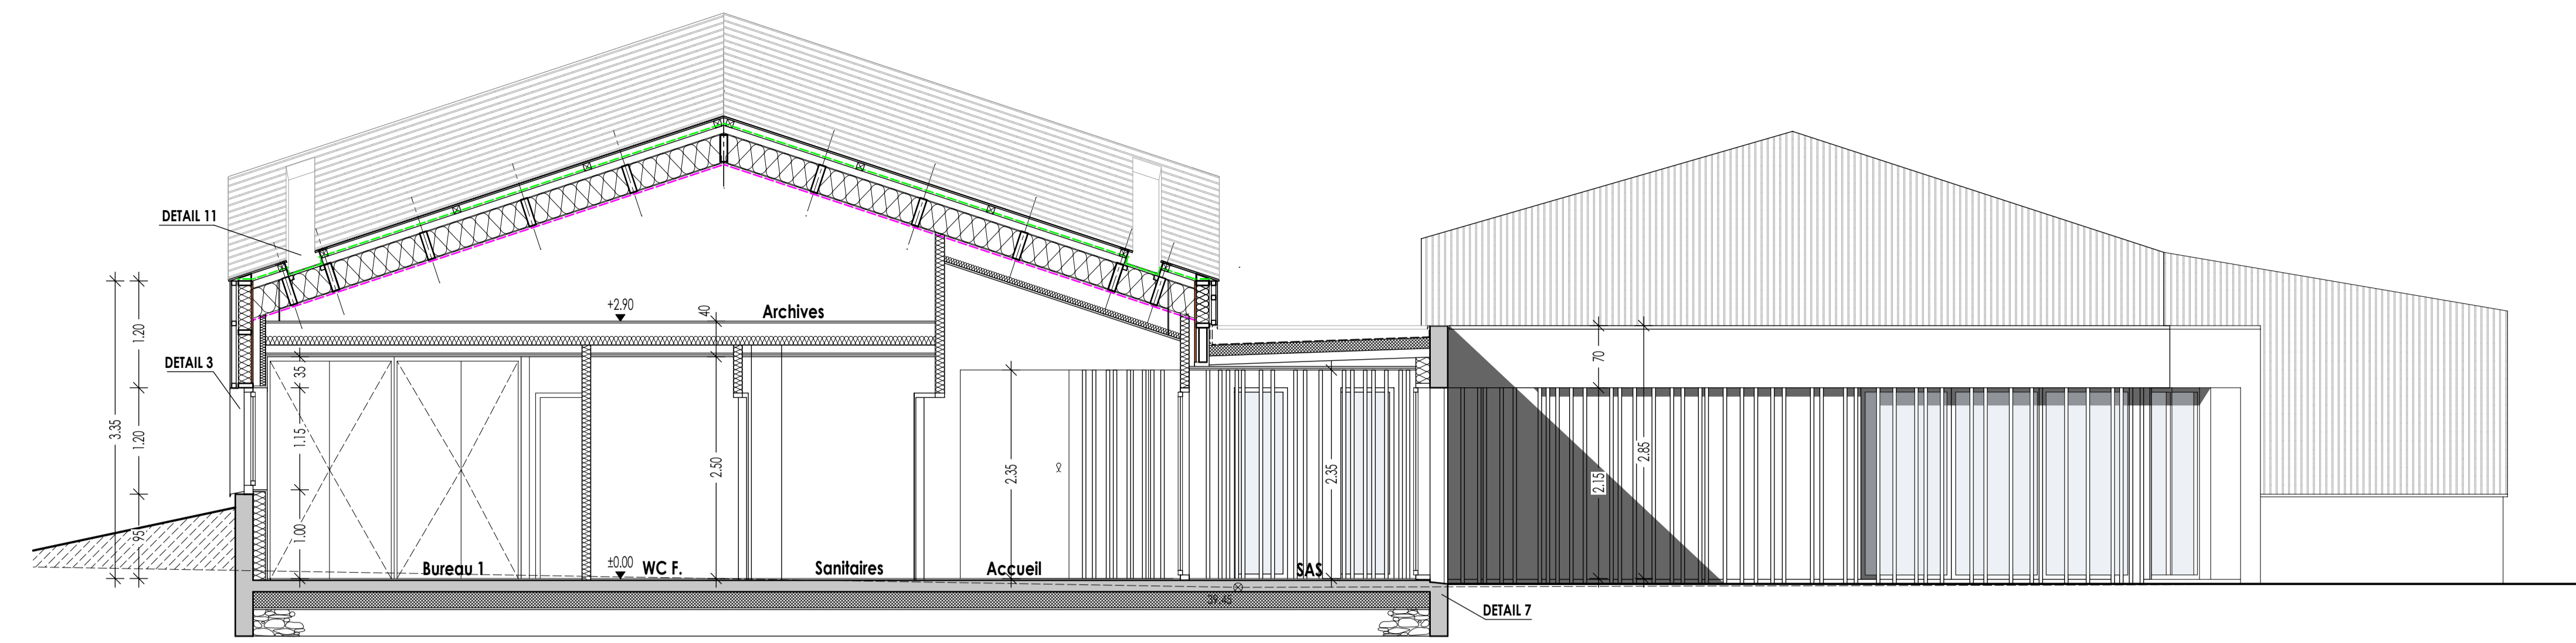 DETAIL 11
+2.90
40
Archives
1.20
DETAIL 3
35
70
3.35
1.20
1.15
2.50
2.35
2.35
2.15
2.85
95
1.00
Bureau 1
±0.00
WC F.
Sanitaires
Accueil
SAS
39.45
DETAIL 7